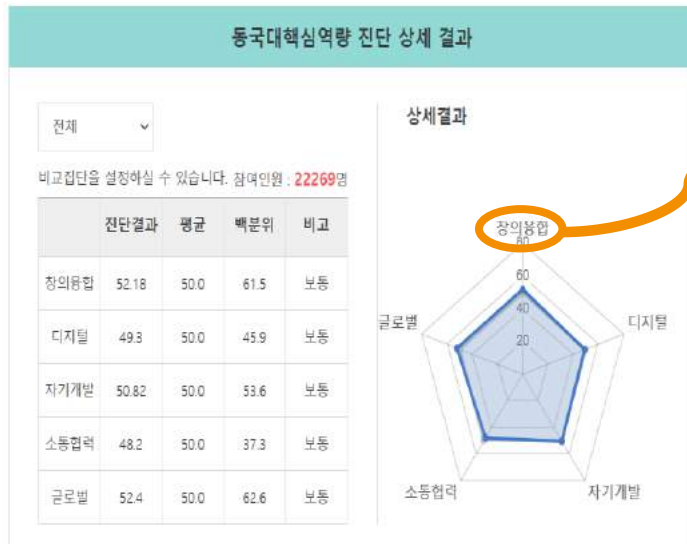 동국대핵심역량 진단 상세 결과
전체
비교집단을 설정하실 수 있습니다. 참여인원 : 22269명
진단결과 평균 백분위 비고
창의융합 52.18 50.0 61.5 보통
디지털 49.3 50.0 45.9 보통
자기개발 50.82 50.0 53.6 보통
소통협력 48.2 50.0 37.3 보통
글로벌 52.4 50.0 62.6 보통
상세결과
창의융합
80
60
40
20
글로벌
디지털
소통협력
자기개발